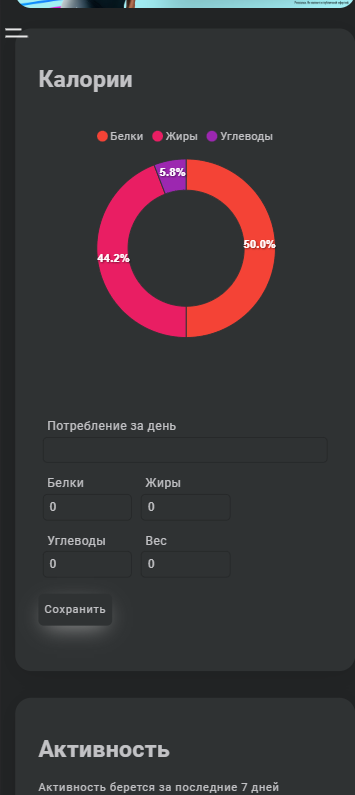 Калории
Белки Жиры Углеводы
5.8%
50.0%
44.2%
Потребление за день
Белки Жиры
0 0
Углеводы Вес
0 0
Сохранить
Активность
Активность берется за последние 7 дней